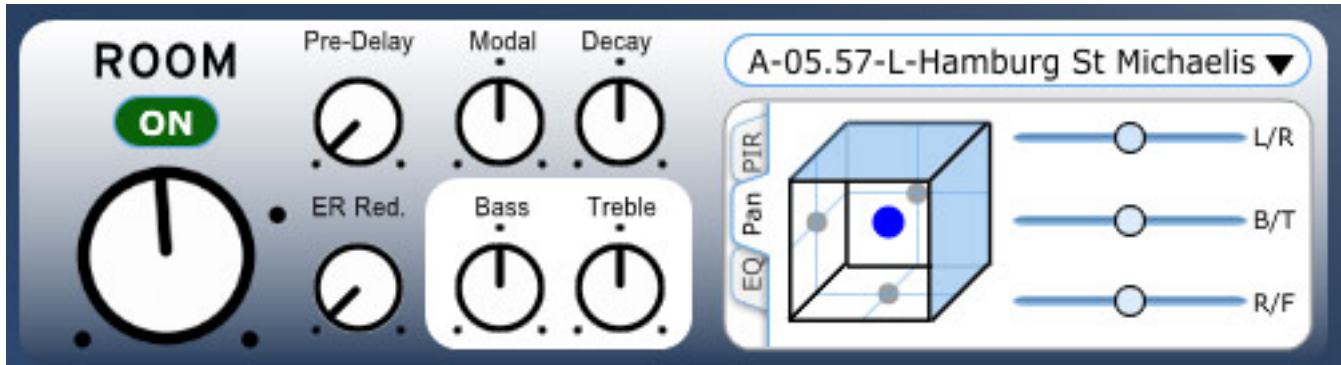 ROOM
ON
Pre-Delay
Modal
Decay
ER Red.
Bass
Treble
A-05.57-L-Hamburg St Michaelis
PIR
Pan
EQ
L/R
B/T
R/F